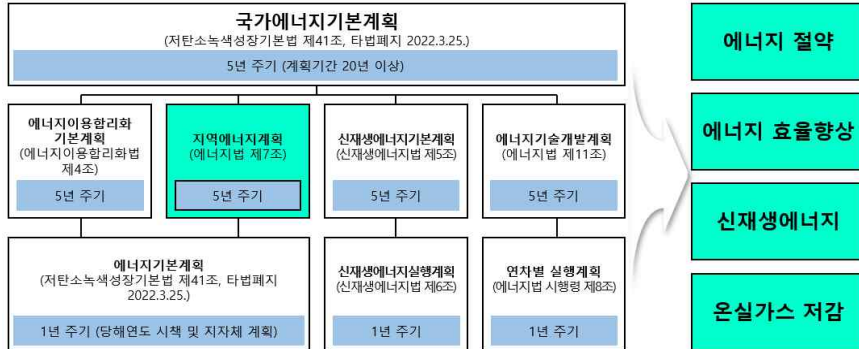 국가에너지기본계획
(저탄소녹색성장기본법 제41조, 타법폐지 2022.3.25.)
5년 주기 (계획기간 20년 이상)
에너지이용합리화
기본계획
(에너지이용합리화법
제4조)
5년 주기
지역에너지계획
(에너지법 제7조)
5년 주기
신재생에너지기본계획
(신재생에너지법 제5조)
5년 주기
에너지기술개발계획
(에너지법 제11조)
5년 주기
에너지기본계획
(저탄소녹색성장기본법 제41조, 타법폐지
2022.3.25.)
1년 주기 (당해연도 시책 및 지자체 계획)
신재생에너지실행계획
(신재생에너지법 제6조)
1년 주기
연차별 실행계획
(에너지법 시행령 제8조)
1년 주기
에너지 절약
에너지 효율향상
신재생에너지
온실가스 저감